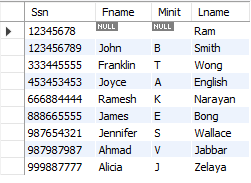 Ssn Fname Minit Lname
12345678 NULL NULL Ram
123456789 John B Smith
333445555 Franklin T Wong
453453453 Joyce A English
666884444 Ramesh K Narayan
888665555 James E Bong
987654321 Jennifer S Wallace
987987987 Ahmad V Jabbar
999887777 Alicia J Zelaya